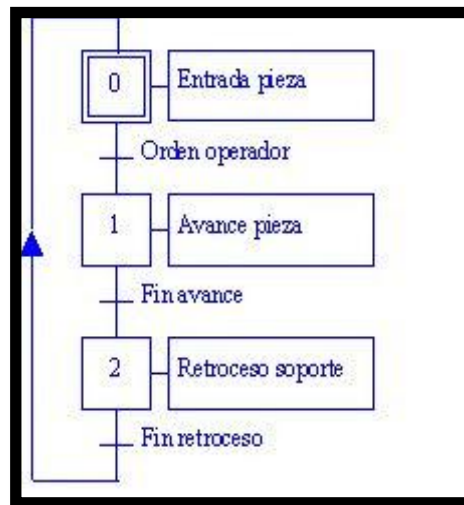 0
Entrada pieza
Orden operador
1
Avance pieza
Fin avance
2
Retroceso soporte
Fin retroceso